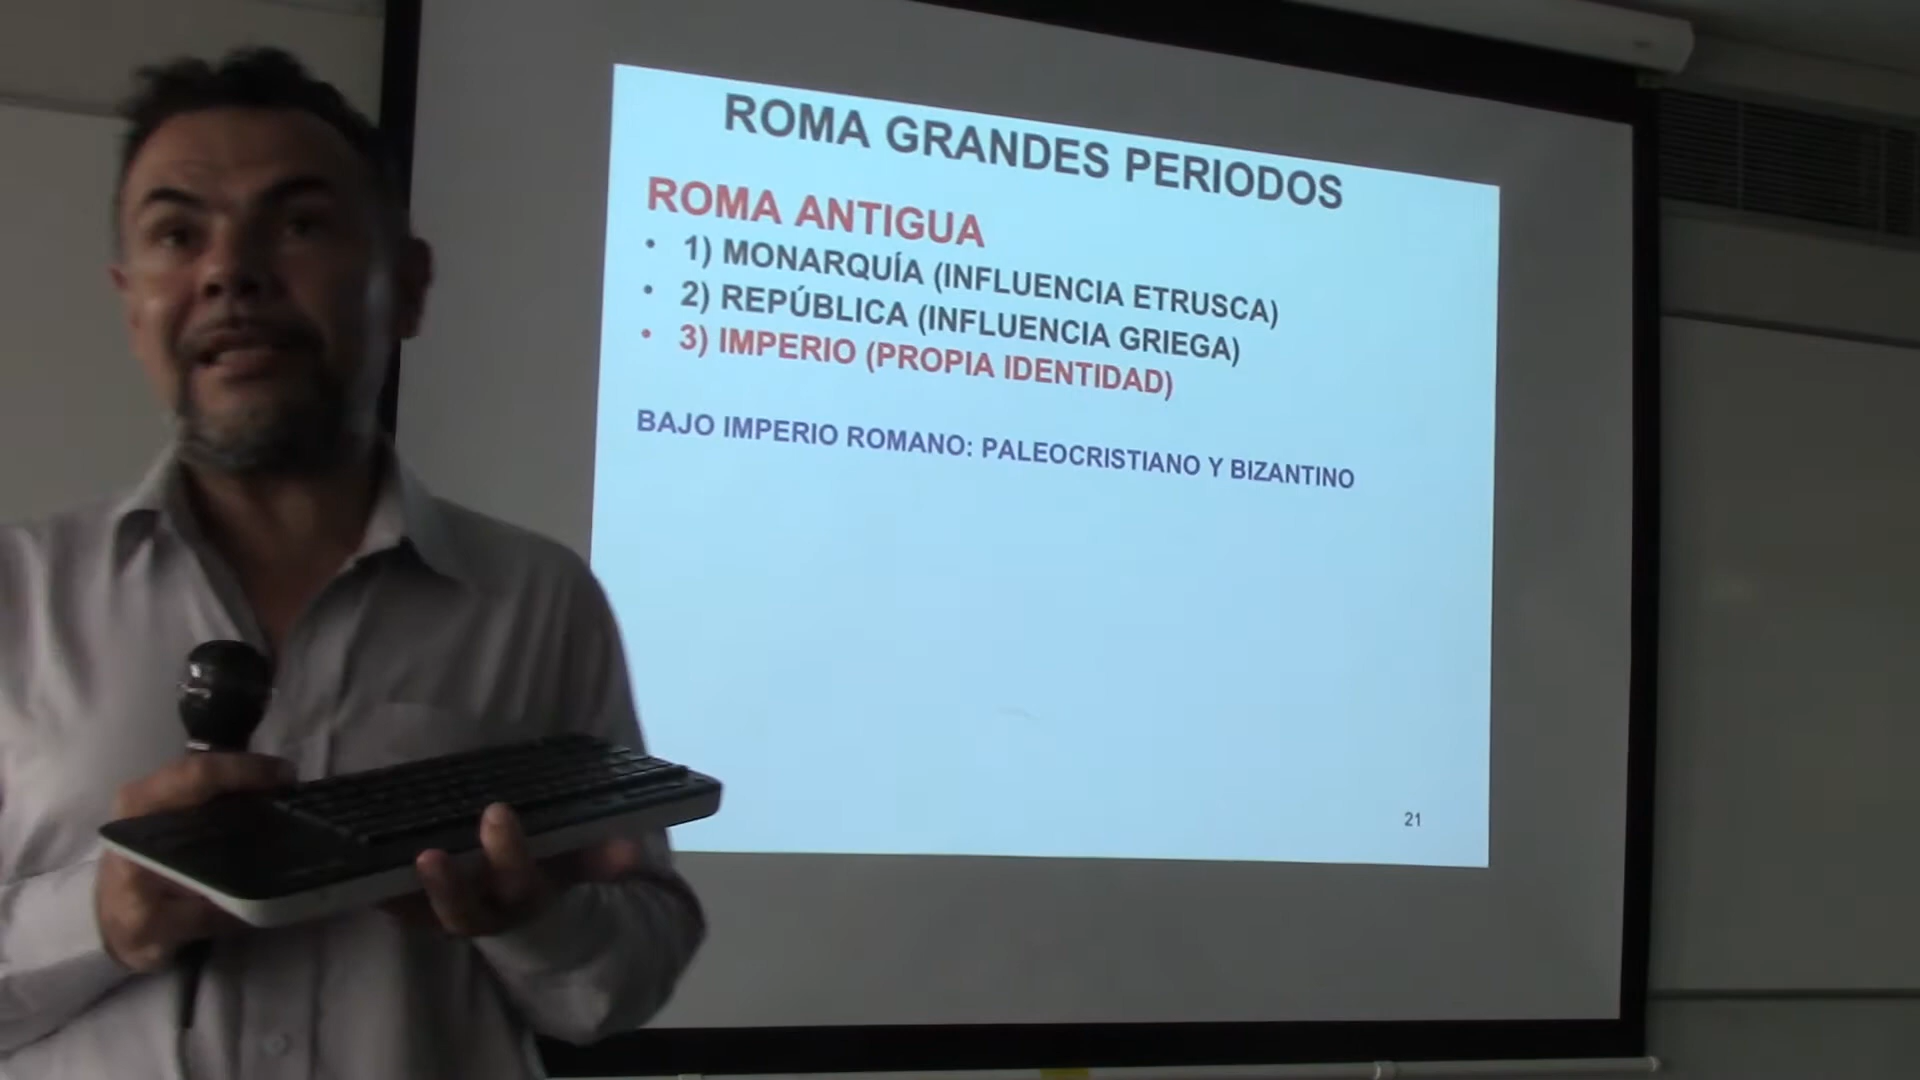 ROMA GRANDES PERIODOS
ROMA ANTIGUA
• 1) MONARQUÍA (INFLUENCIA ETRUSCA)
• 2) REPÚBLICA (INFLUENCIA GRIEGA)
• 3) IMPERIO (PROPIA IDENTIDAD)
BAJO IMPERIO ROMANO: PALEOCRISTIANO Y BIZANTINO
21